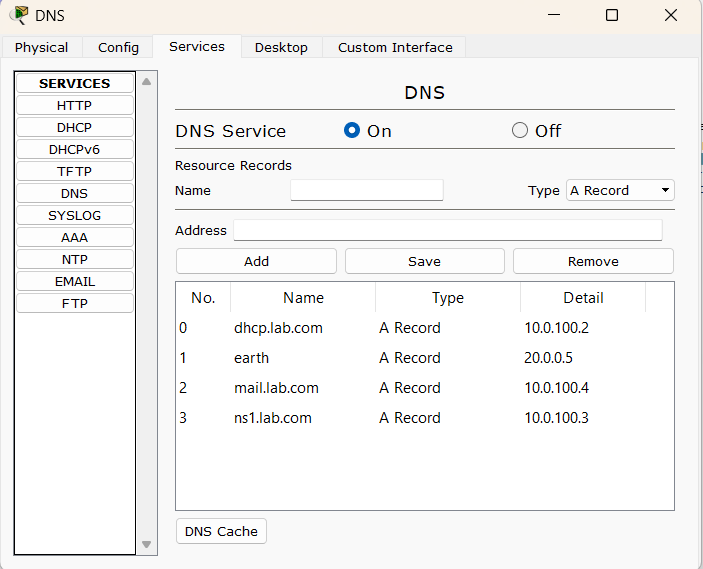 DNS
Physical Config Services Desktop Custom Interface
SERVICES
HTTP
DHCP
DHCPv6
TFTP
DNS
SYSLOG
AAA
NTP
EMAIL
FTP
DNS
DNS Service On Off
Resource Records
Name Type A Record
Address
Add Save Remove
No. Name Type Detail
0 dhcp.lab.com A Record 10.0.100.2
1 earth A Record 20.0.0.5
2 mail.lab.com A Record 10.0.100.4
3 ns1.lab.com A Record 10.0.100.3
DNS Cache